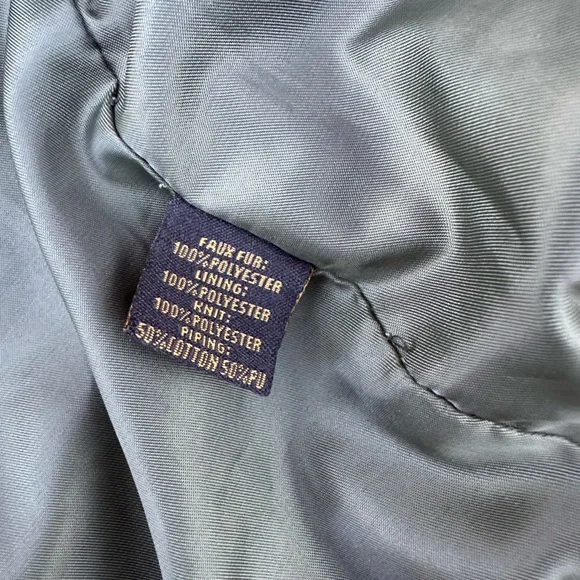 FAUX FUR:
100%POLYESTER
LINING:
100%POLYESTER
KNIT:
100%POLYESTER
PIPING:
50%COTTON 50%PU